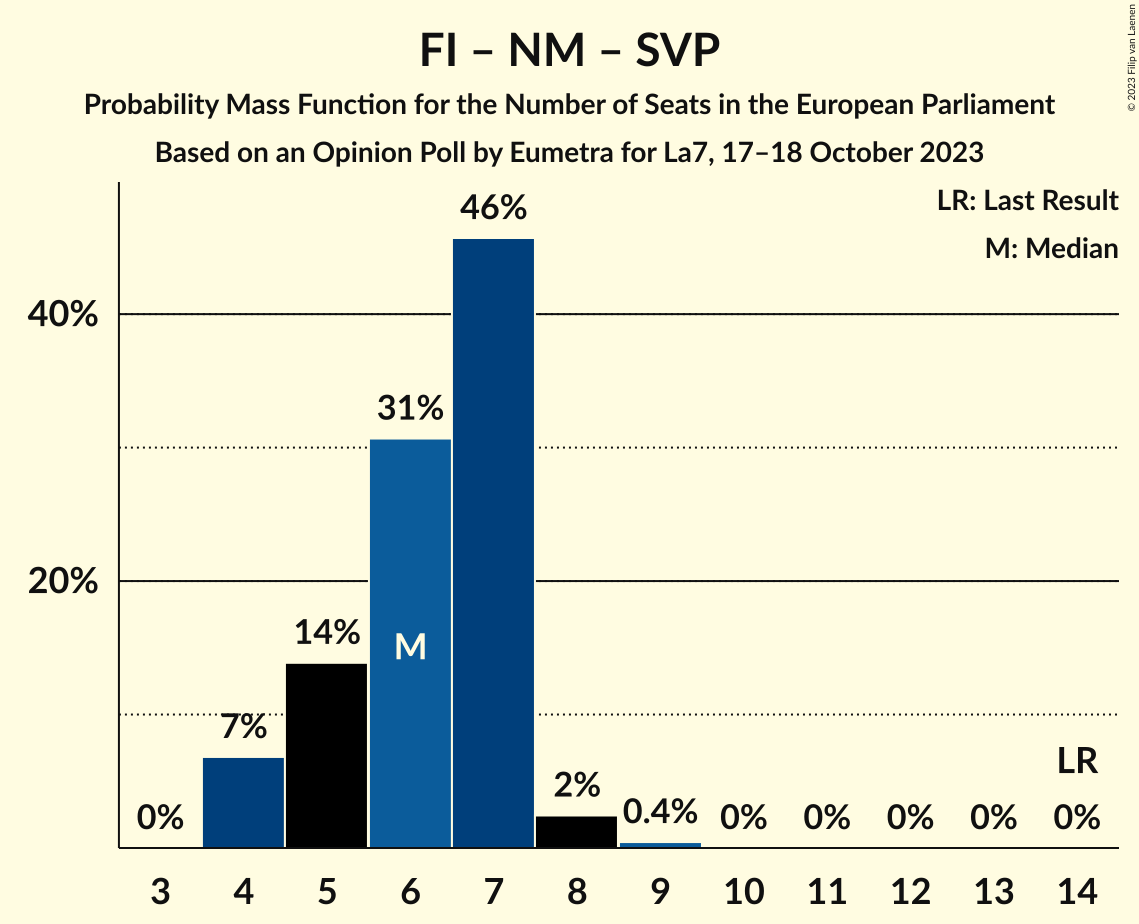 FI – NM – SVP
Probability Mass Function for the Number of Seats in the European Parliament
Based on an Opinion Poll by Eumetra for La7, 17–18 October 2023
© 2023 Filip van Laenen
LR: Last Result
M: Median
46%
40%
31%
20%
14%
M
7%
LR
2%
0% 0.4% 0% 0% 0% 0% 0%
3 4 5 6 7 8 9 10 11 12 13 14